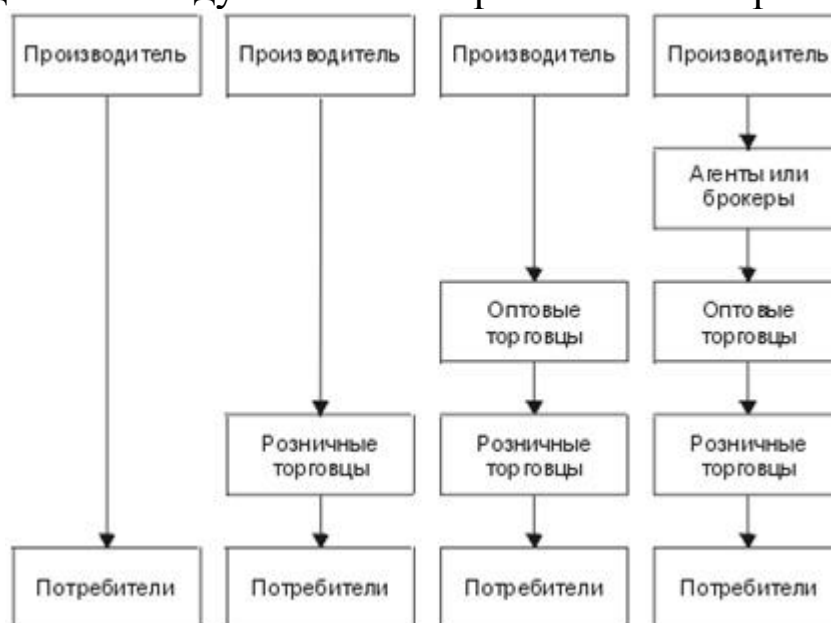 Производитель Производитель Производитель Производитель
Агенты или
брокеры
Оптовые
торговцы
Оптовые
торговцы
Розничные
торговцы
Розничные
торговцы
Розничные
торговцы
Потребители Потребители Потребители Потребители